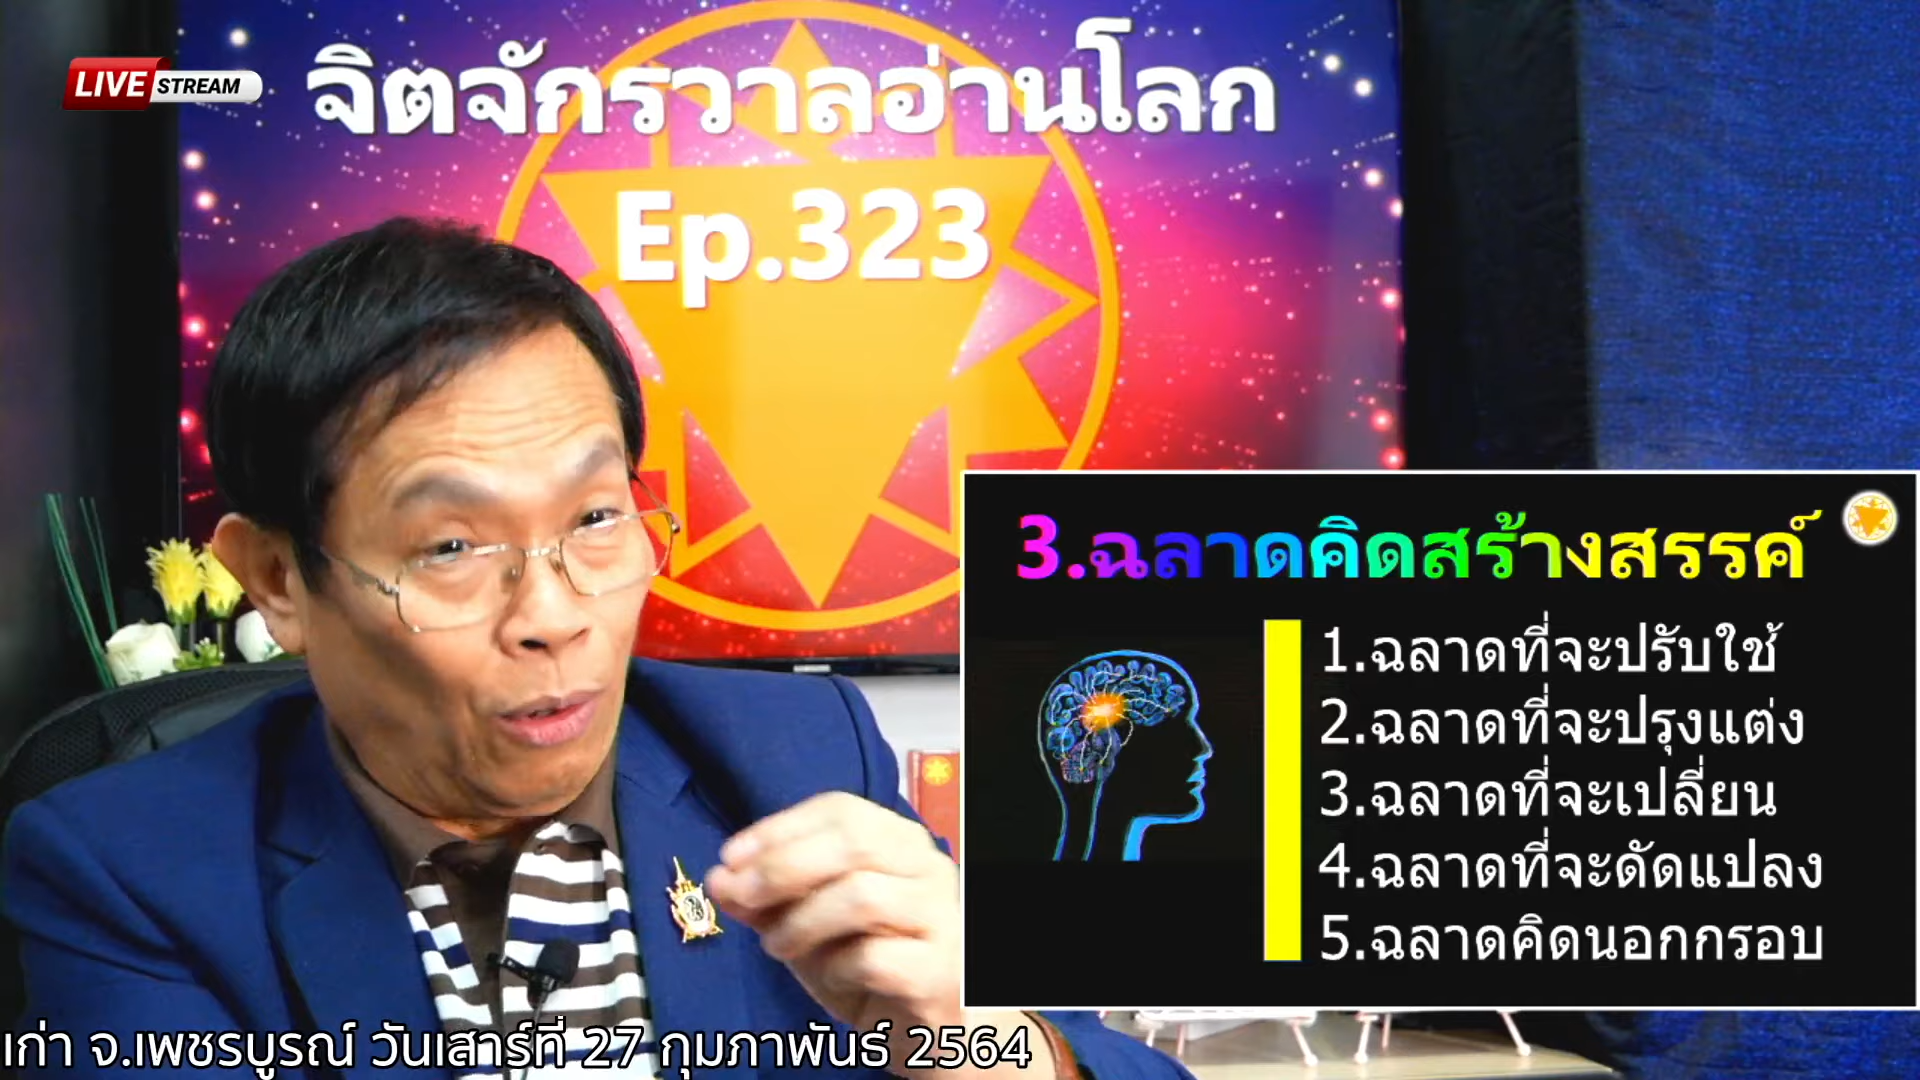 LIVE STREAM
จิตจักรวาลอ่านโลก
Ep.323
3.ฉลาดคิดสร้างสรรค์
1.ฉลาดที่จะปรับใช้
2.ฉลาดที่จะปรุงแต่ง
3.ฉลาดที่จะเปลี่ยน
4.ฉลาดที่จะดัดแปลง
5.ฉลาดคิดนอกกรอบ
เก่า จ.เพชรบูรณ์ วันเสาร์ที่ 27 กุมภาพันธ์ 2564